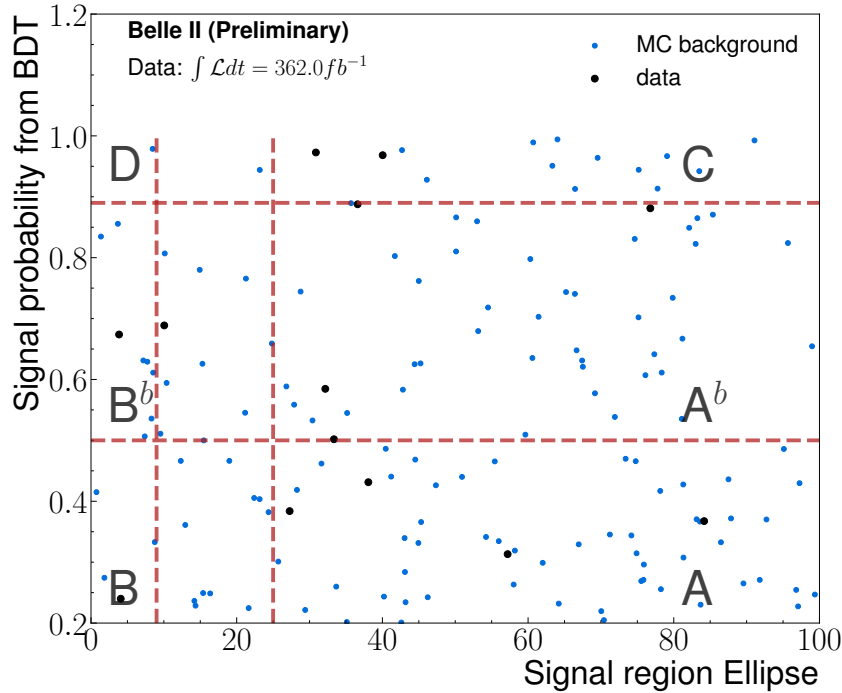 Belle II (Preliminary)
Data: ∫ ℒdt = 362.0fb⁻¹
MC background
data
Signal probability from BDT
1.2
1.0
0.8
0.6
0.4
0.2
D
C
Bᵇ
Aᵇ
B
A
0 20 40 60 80 100
Signal region Ellipse